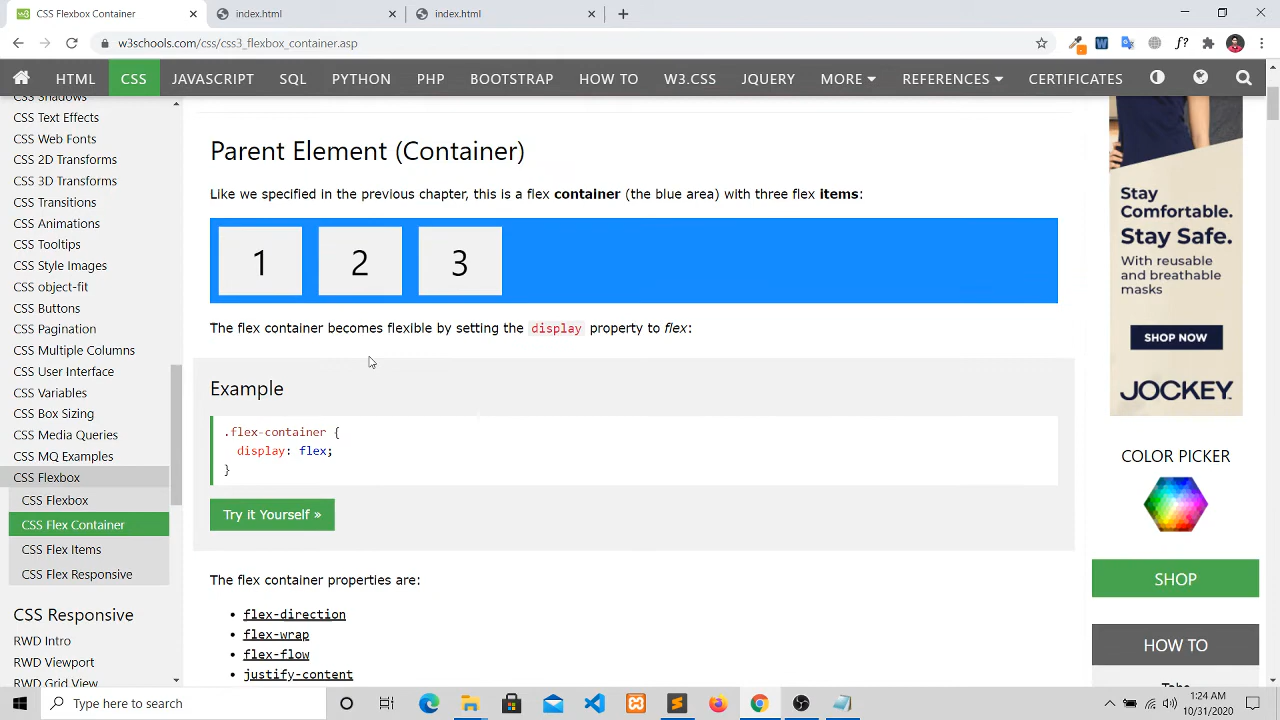 CSS Flexbox Container
index.html
index.html
w3schools.com/css/css3_flexbox_container.asp
HTML
CSS
JAVASCRIPT
SQL
PYTHON
PHP
BOOTSTRAP
HOW TO
W3.CSS
JQUERY
MORE
REFERENCES
CERTIFICATES
CSS Shadows
CSS Text Effects
CSS Web Fonts
CSS 2D Transforms
CSS 3D Transforms
CSS Transitions
CSS Animations
CSS Tooltips
CSS Style Images
CSS object-fit
CSS Buttons
CSS Pagination
CSS Multiple Columns
CSS User Interface
CSS Variables
CSS Box Sizing
CSS Media Queries
CSS MQ Examples
CSS Flexbox
CSS Flexbox
CSS Flex Container
CSS Flex Items
CSS Flex Responsive
CSS Responsive
RWD Intro
RWD Viewport
RWD Grid View
Parent Element (Container)
Like we specified in the previous chapter, this is a flex container (the blue area) with three flex items:
1
2
3
The flex container becomes flexible by setting the display property to flex:
Example
.flex-container {
display: flex;
}
Try it Yourself »
The flex container properties are:
• flex-direction
• flex-wrap
• flex-flow
• justify-content
Stay
Comfortable.
Stay Safe.
With reusable
and breathable
masks
SHOP NOW
JOCKEY
COLOR PICKER
SHOP
HOW TO
Tabs
Type here to search
1:24 AM
10/31/2020